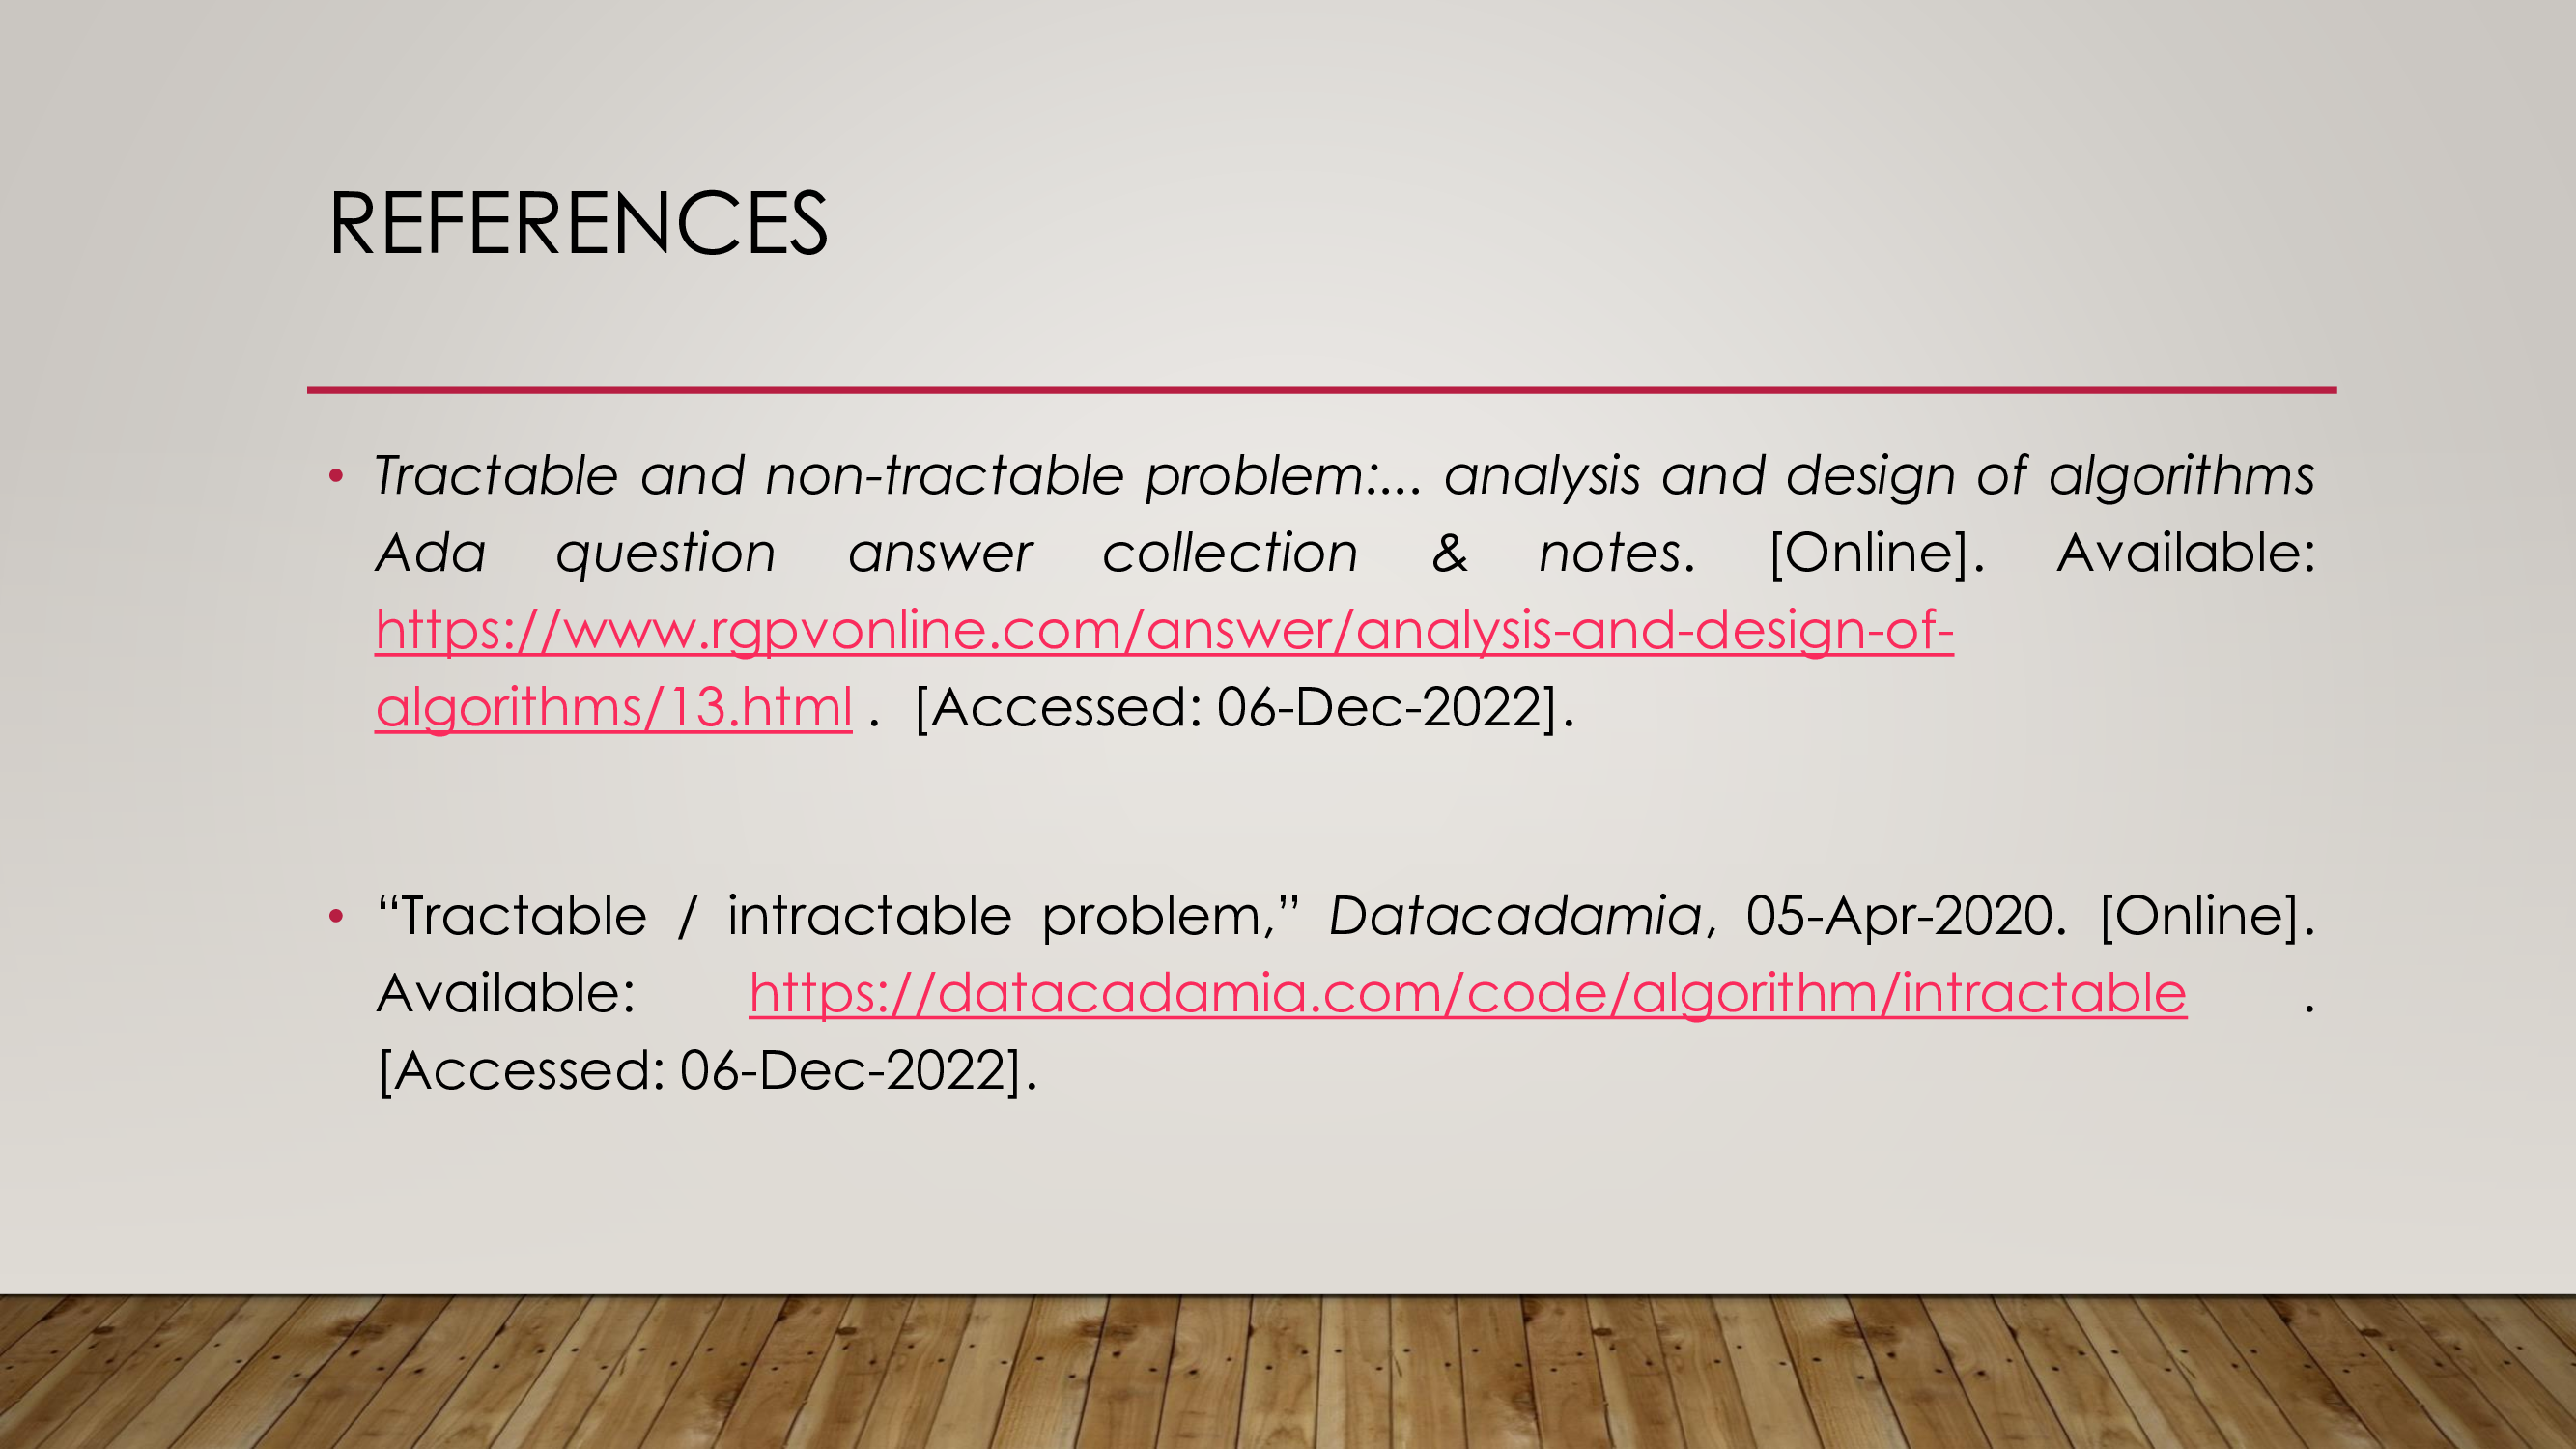 REFERENCES
• Tractable and non-tractable problem:... analysis and design of algorithms
Ada question answer collection & notes. [Online]. Available:
https://www.rgpvonline.com/answer/analysis-and-design-of-
algorithms/13.html . [Accessed: 06-Dec-2022].
• “Tractable / intractable problem,” Datacadamia, 05-Apr-2020. [Online].
Available: https://datacadamia.com/code/algorithm/intractable .
[Accessed: 06-Dec-2022].